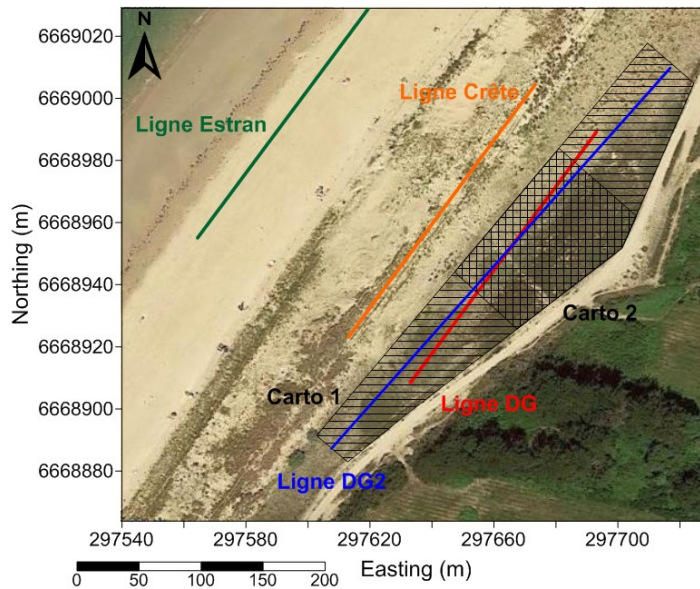 6669020
6669000
6668980
6668960
6668940
6668920
6668900
6668880
Northing (m)
N
Ligne Estran
Ligne Crête
Carto 1
Carto 2
Ligne DG
Ligne DG2
297540
297580
297620
297660
297700
0
50
100
150
200
Easting (m)